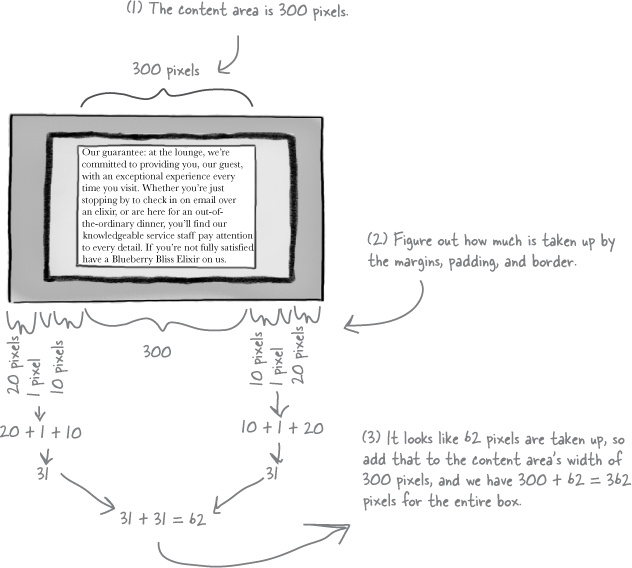 (1) The content area is 300 pixels.
300 pixels
Our guarantee: at the lounge, we're
committed to providing you, our guest,
with an exceptional experience every
time you visit. Whether you're just
stopping by to check in on email over
an elixir, or are here for an out-of-
the-ordinary dinner, you'll find our
knowledgeable service staff pay attention
to every detail. If you're not fully satisfied
have a Blueberry Bliss Elixir on us.
(2) Figure out how much is taken up by
the margins, padding, and border.
20 pixels
1 pixel
10 pixels
300
10 pixels
1 pixel
20 pixels
20 + 1 + 10
10 + 1 + 20
31
31
31 + 31 = 62
(3) It looks like 62 pixels are taken up, so
add that to the content area's width of
300 pixels, and we have 300 + 62 = 362
pixels for the entire box.